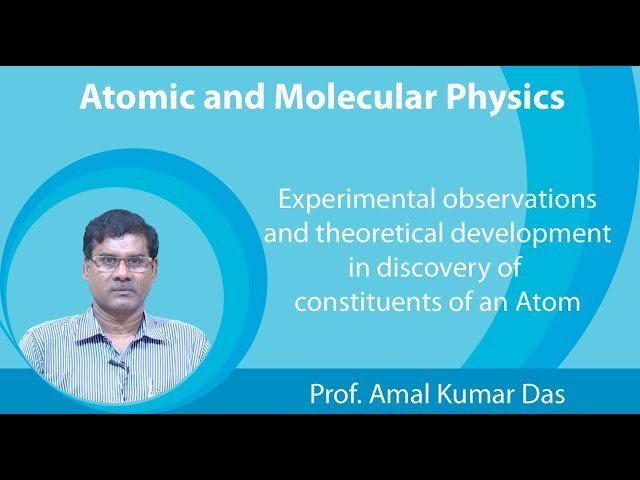 Atomic and Molecular Physics
Experimental observations
and theoretical development
in discovery of
constituents of an Atom
Prof. Amal Kumar Das